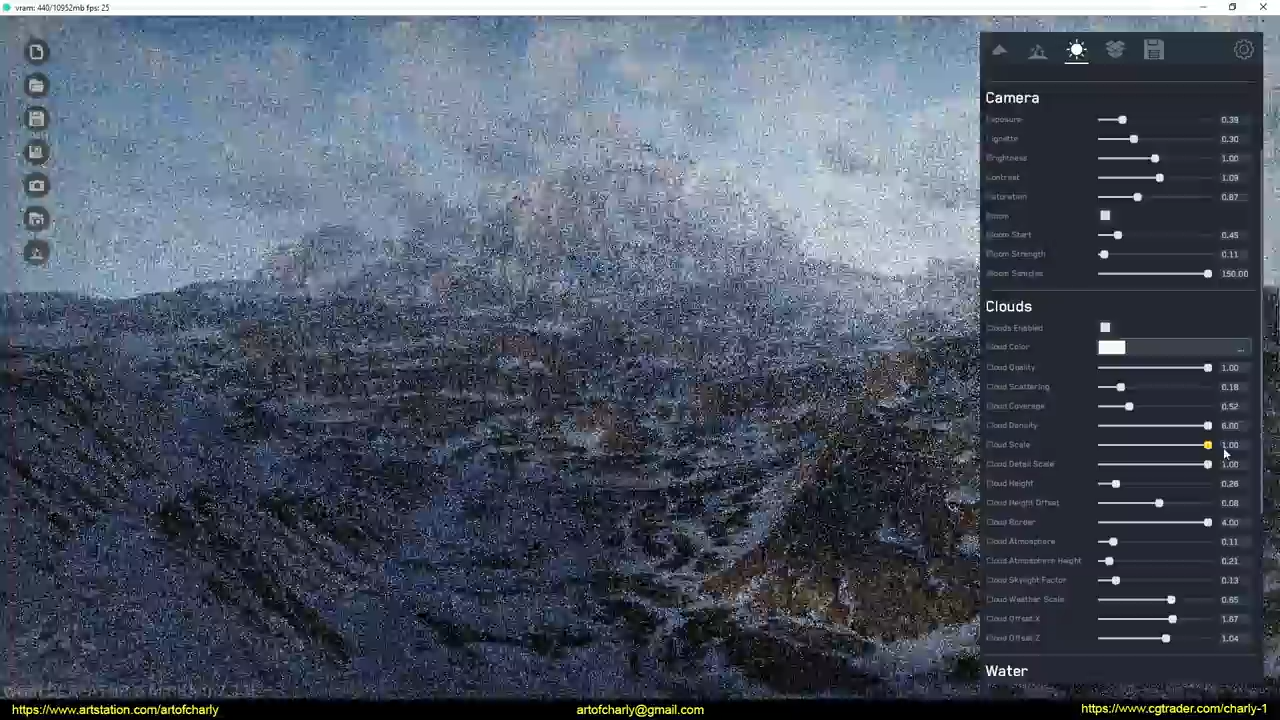 vram: 440/10952mb fps: 25
Camera
Exposure 0.39
Vignette 0.30
Brightness 1.00
Contrast 1.09
Saturation 0.87
Bloom
Bloom Start 0.45
Bloom Strength 0.11
Bloom Samples 150.00
Clouds
Clouds Enabled
Cloud Color ...
Cloud Quality 1.00
Cloud Scattering 0.18
Cloud Coverage 0.52
Cloud Density 6.00
Cloud Scale 1.00
Cloud Detail Scale 1.00
Cloud Height 0.26
Cloud Height Offset 0.08
Cloud Border 4.00
Cloud Atmosphere 0.11
Cloud Atmosphere Height 0.21
Cloud Skylight Factor 0.13
Cloud Weather Scale 0.65
Cloud Offset X 1.67
Cloud Offset Z 1.04
Water
https://www.artstation.com/artofcharly
artofcharly@gmail.com
https://www.cgtrader.com/charly-1